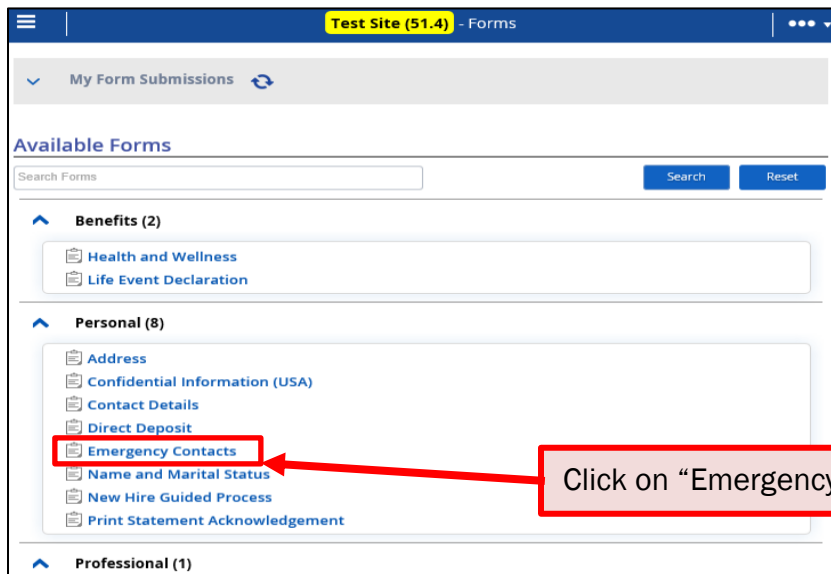 Test Site (51.4) - Forms
My Form Submissions
Available Forms
Search Forms
Search
Reset
Benefits (2)
Health and Wellness
Life Event Declaration
Personal (8)
Address
Confidential Information (USA)
Contact Details
Direct Deposit
Emergency Contacts
Name and Marital Status
New Hire Guided Process
Print Statement Acknowledgement
Click on “Emergency
Professional (1)